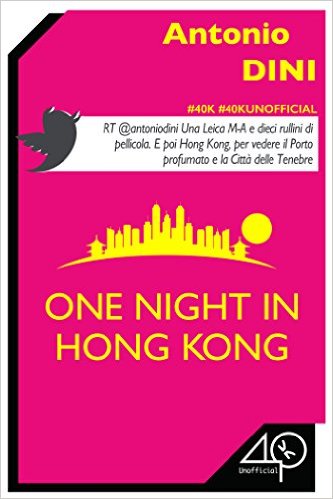 Antonio
DINI
#40K #40KUNOFFICIAL
RT @antoniodini Una Leica M-A e dieci rullini di
pellicola. E poi Hong Kong, per vedere il Porto
profumato e la Città delle Tenebre
ONE NIGHT IN
HONG KONG
40K
Unofficial